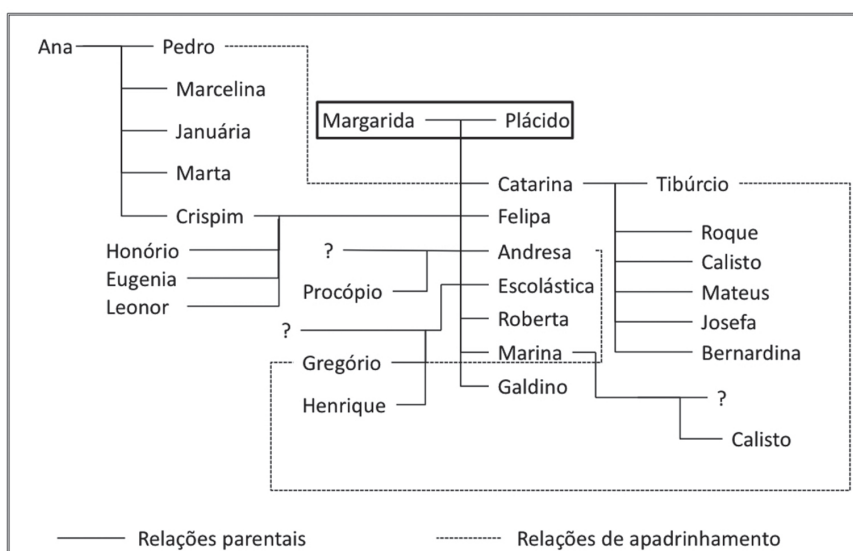 Ana Pedro
Marcelina
Margarida Plácido
Januária
Marta
Catarina Tibúrcio
Crispim Felipa
Roque
Honório ? Andresa
Calisto
Eugenia
Procópio Escolástica Mateus
Leonor
? Roberta Josefa
Gregório Marina Bernardina
Henrique Galdino ?
Calisto
Relações parentais Relações de apadrinhamento